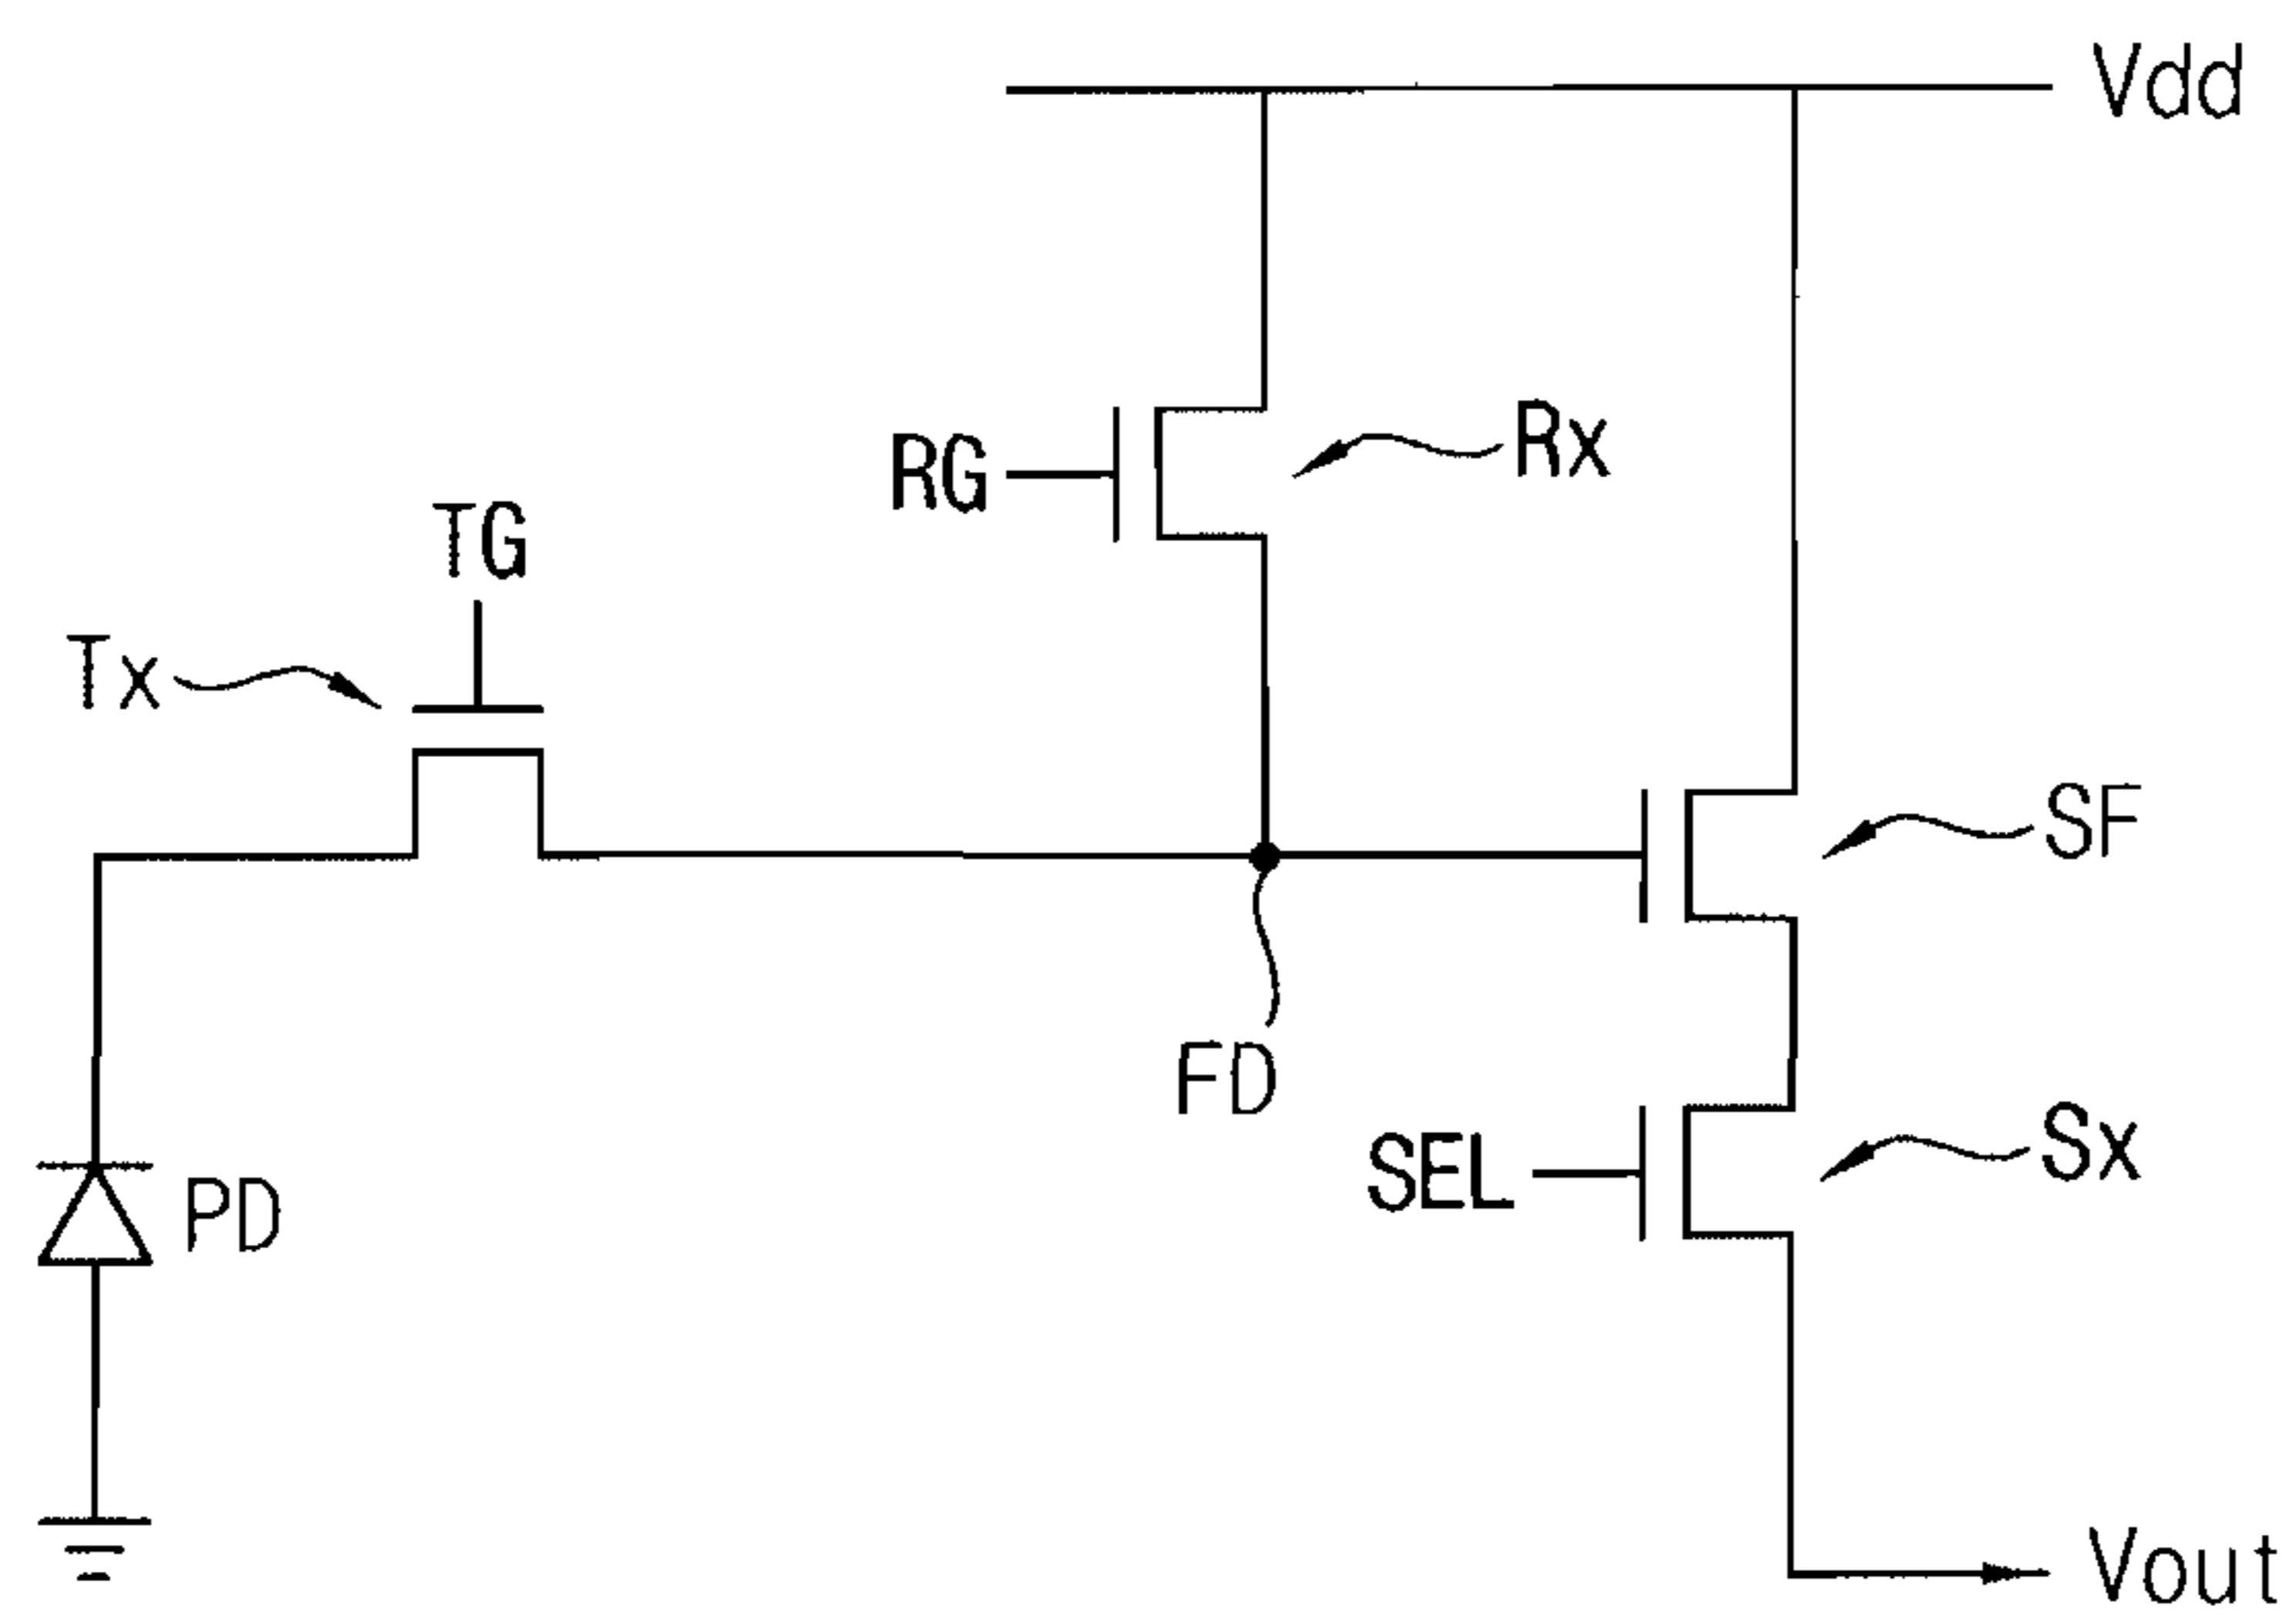 Vdd
Rx
RG
TG
Tx
SF
FD
Sx
SEL
PD
Vout